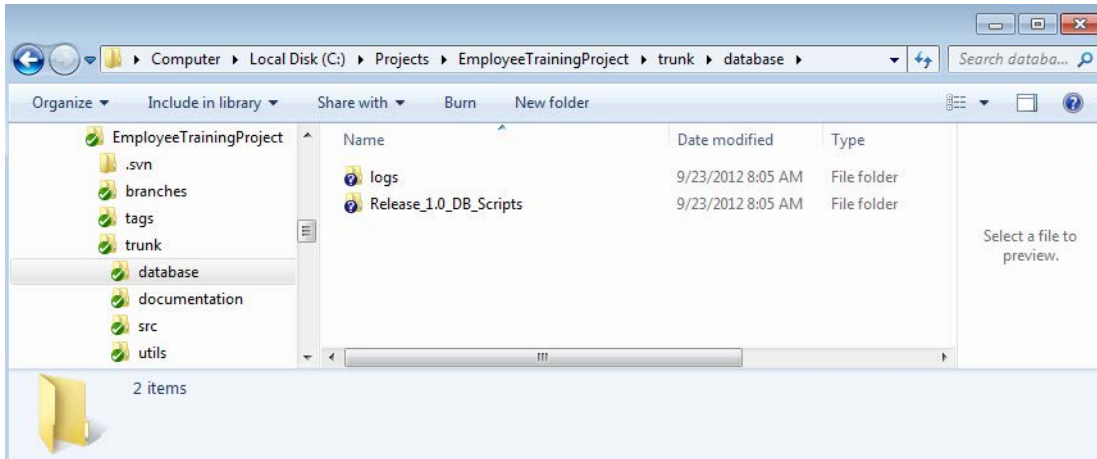 Computer Local Disk (C:) Projects EmployeeTrainingProject trunk database Search databa...
Organize Include in library Share with Burn New folder
EmployeeTrainingProject
.svn
branches
tags
trunk
database
documentation
src
utils
Name Date modified Type
logs 9/23/2012 8:05 AM File folder
Release_1.0_DB_Scripts 9/23/2012 8:05 AM File folder
Select a file to
preview.
2 items